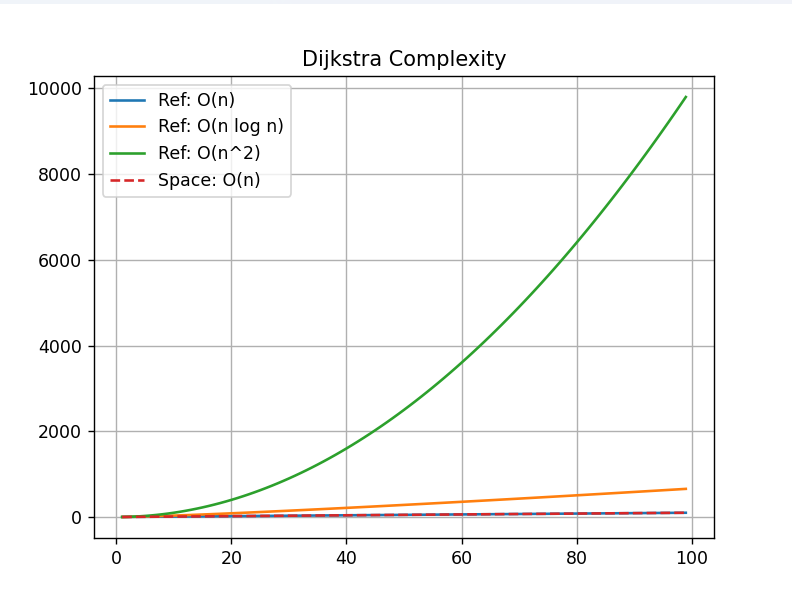 Dijkstra Complexity
Ref: O(n)
Ref: O(n log n)
Ref: O(n^2)
Space: O(n)
10000
8000
6000
4000
2000
0
0 20 40 60 80 100